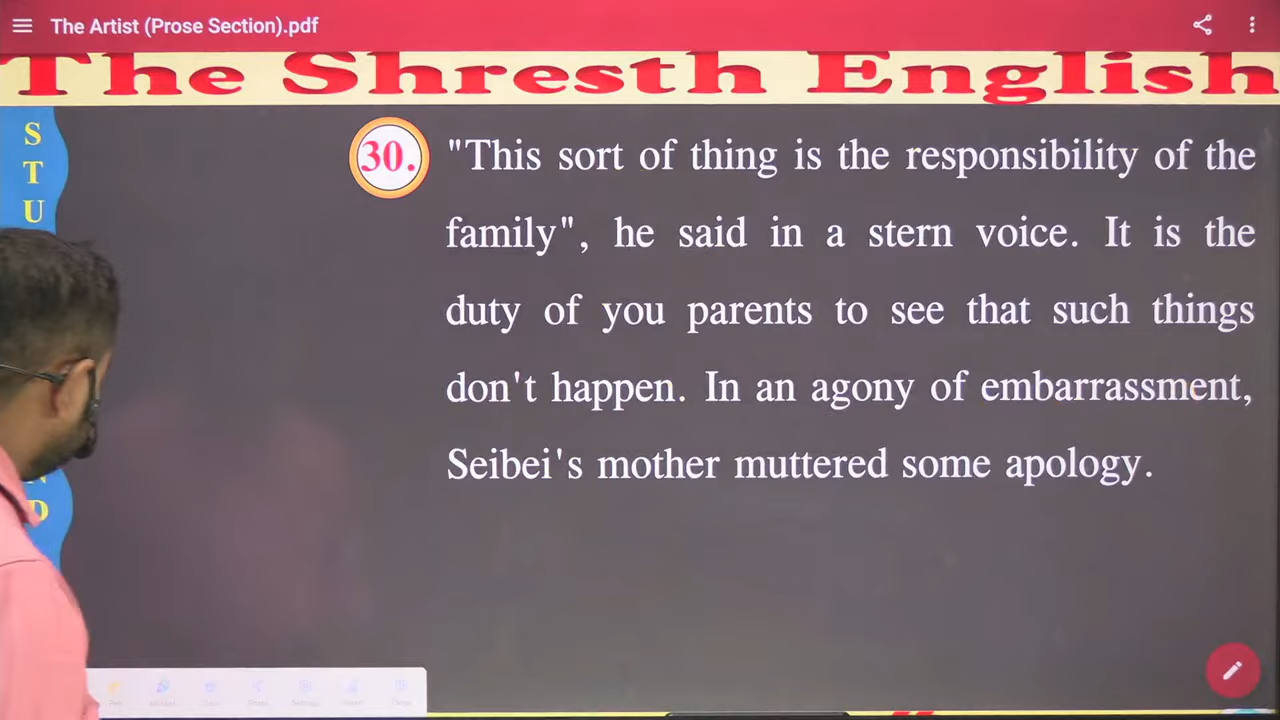 The Artist (Prose Section).pdf
The Shresth English
S
T
U
D
30.
"This sort of thing is the responsibility of the
family", he said in a stern voice. It is the
duty of you parents to see that such things
don't happen. In an agony of embarrassment,
Seibei's mother muttered some apology.